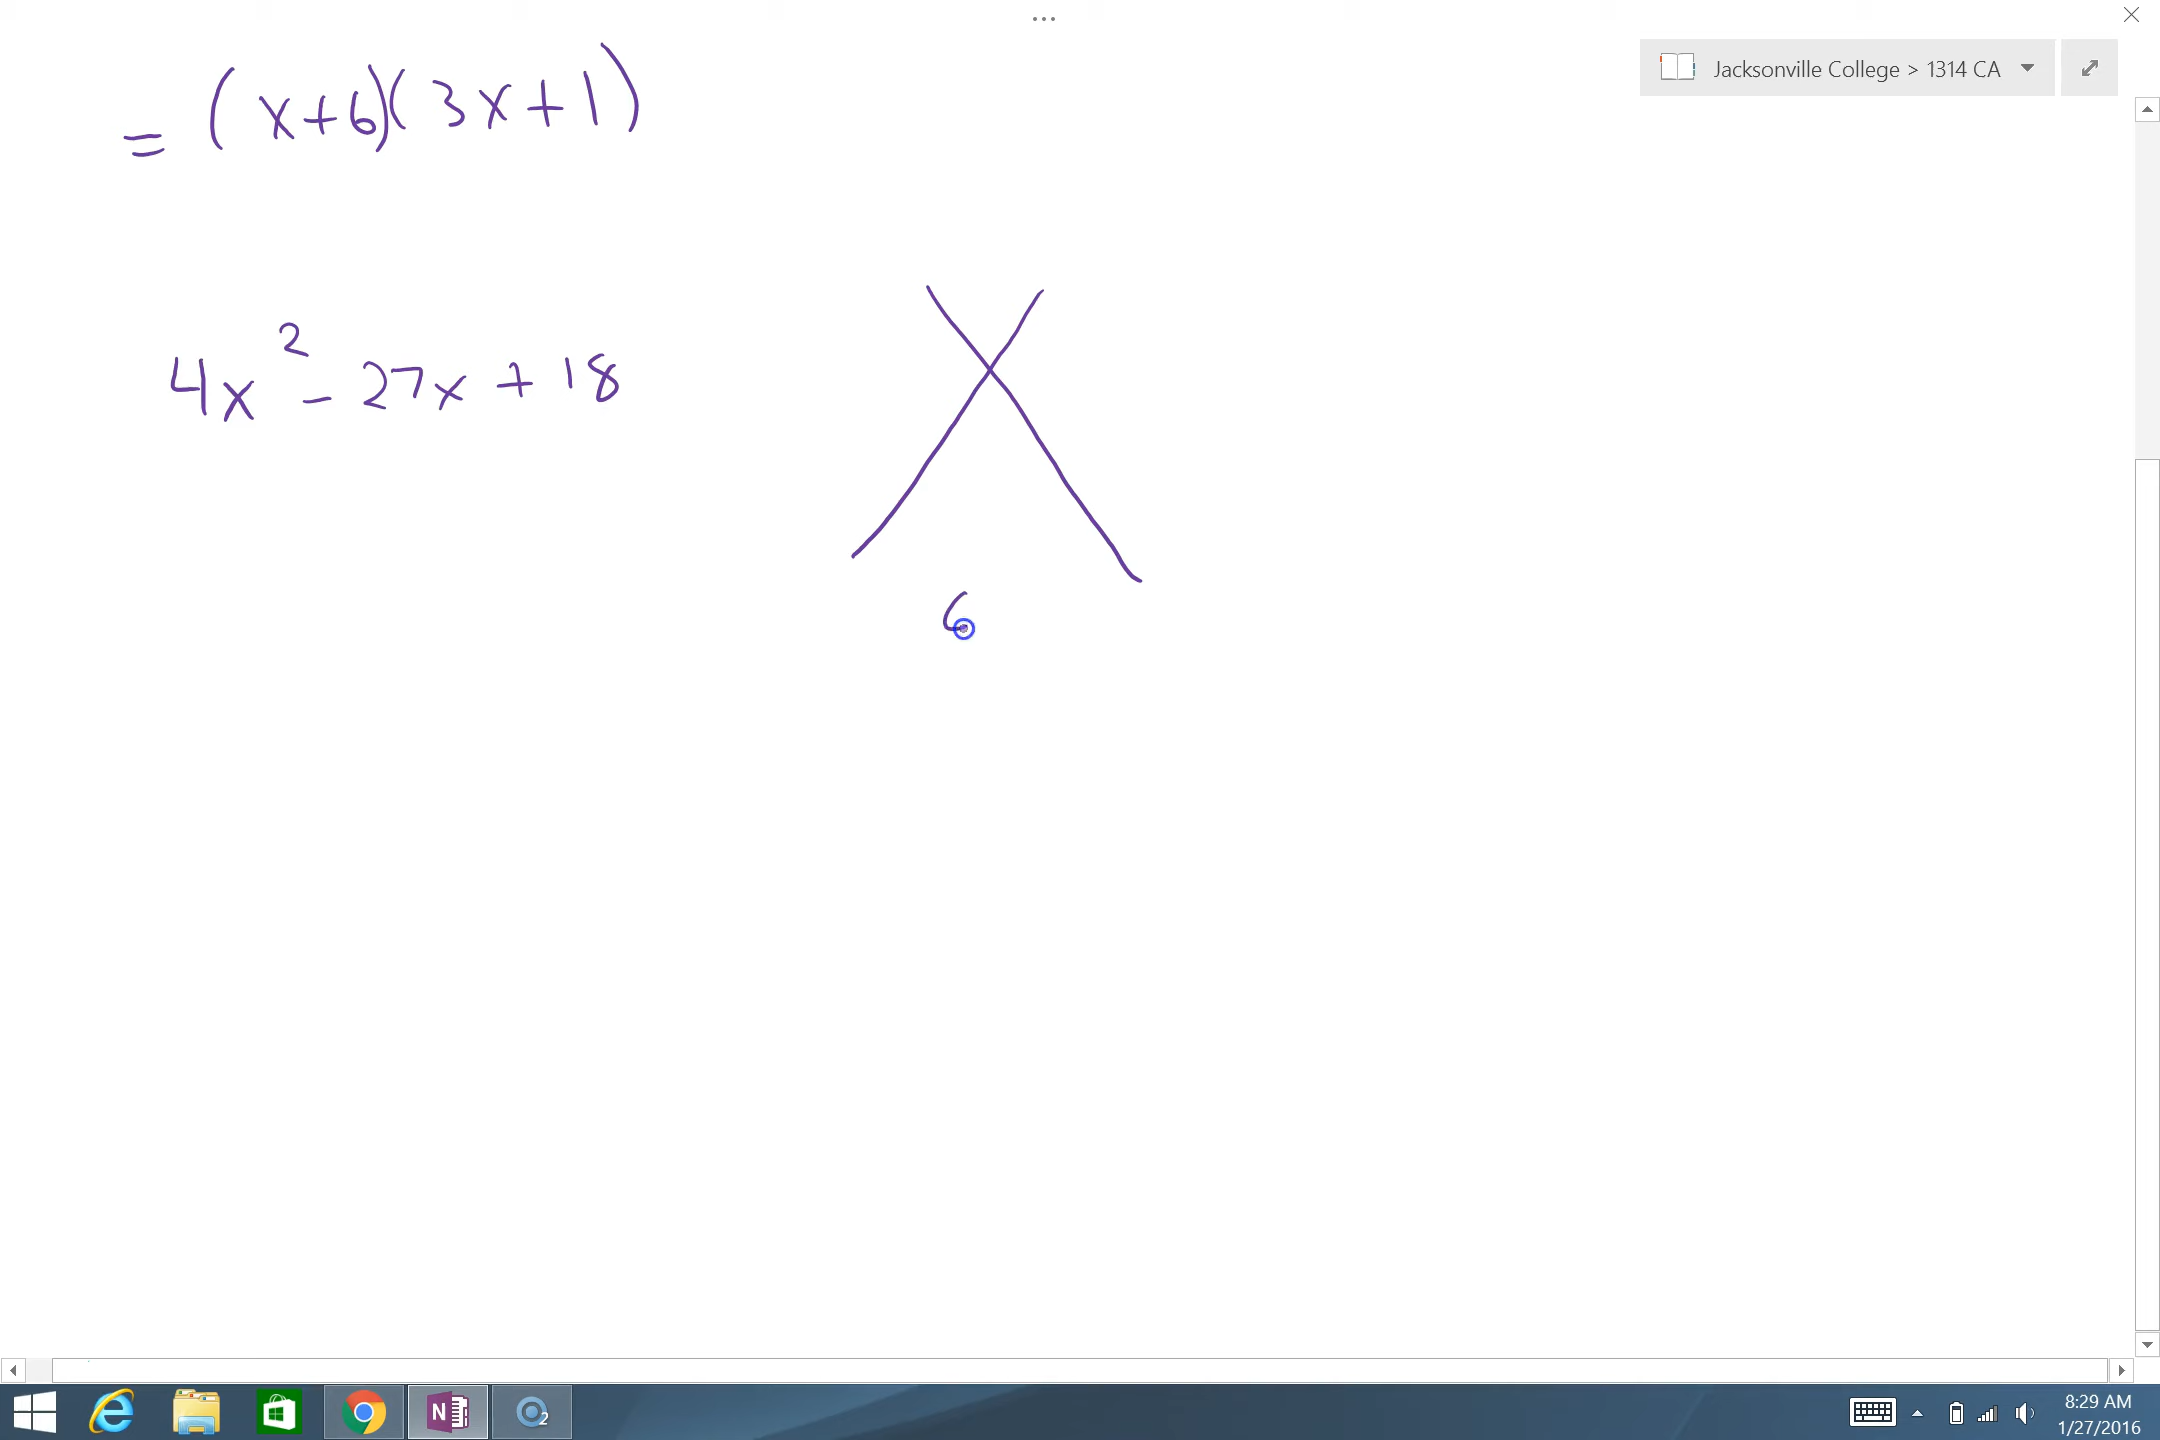 ...
Jacksonville College > 1314 CA
= (x+6)(3x+1)
4x² - 27x + 18
6
8:29 AM
1/27/2016